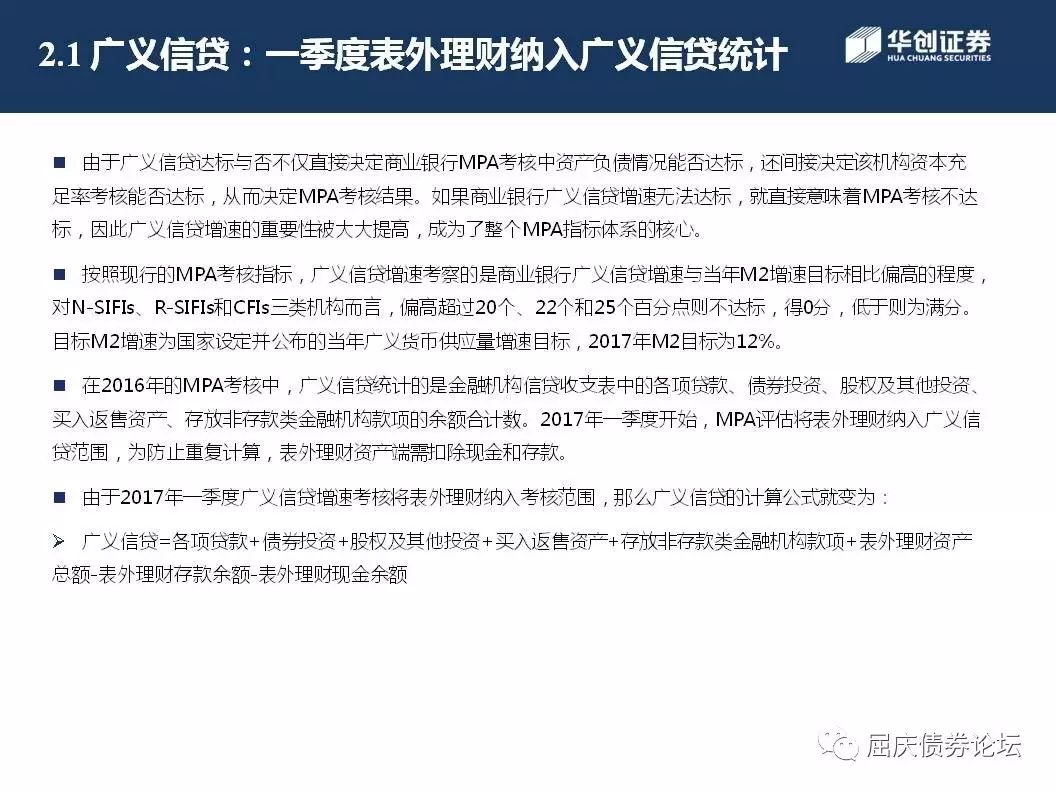 2.1 广义信贷：一季度表外理财纳入广义信贷统计
华创证券
HUA CHUANG SECURITIES
■ 由于广义信贷达标与否不仅直接决定商业银行MPA考核中资产负债情况能否达标，还间接决定该机构资本充
足率考核能否达标，从而决定MPA考核结果。如果商业银行广义信贷增速无法达标，就直接意味着MPA考核不达
标，因此广义信贷增速的重要性被大大提高，成为了整个MPA指标体系的核心。
■ 按照现行的MPA考核指标，广义信贷增速考察的是商业银行广义信贷增速与当年M2增速目标相比偏高的程度，
对N-SIFIs、R-SIFIs和CFIs三类机构而言，偏高超过20个、22个和25个百分点则不达标，得0分，低于则为满分。
目标M2增速为国家设定并公布的当年广义货币供应量增速目标，2017年M2目标为12%。
■ 在2016年的MPA考核中，广义信贷统计的是金融机构信贷收支表中的各项贷款、债券投资、股权及其他投资、
买入返售资产、存放非存款类金融机构款项的余额合计数。2017年一季度开始，MPA评估将表外理财纳入广义信
贷范围，为防止重复计算，表外理财资产端需扣除现金和存款。
■ 由于2017年一季度广义信贷增速考核将表外理财纳入考核范围，那么广义信贷的计算公式就变为：
➢ 广义信贷=各项贷款+债券投资+股权及其他投资+买入返售资产+存放非存款类金融机构款项+表外理财资产
总额-表外理财存款余额-表外理财现金余额
屈庆债券论坛